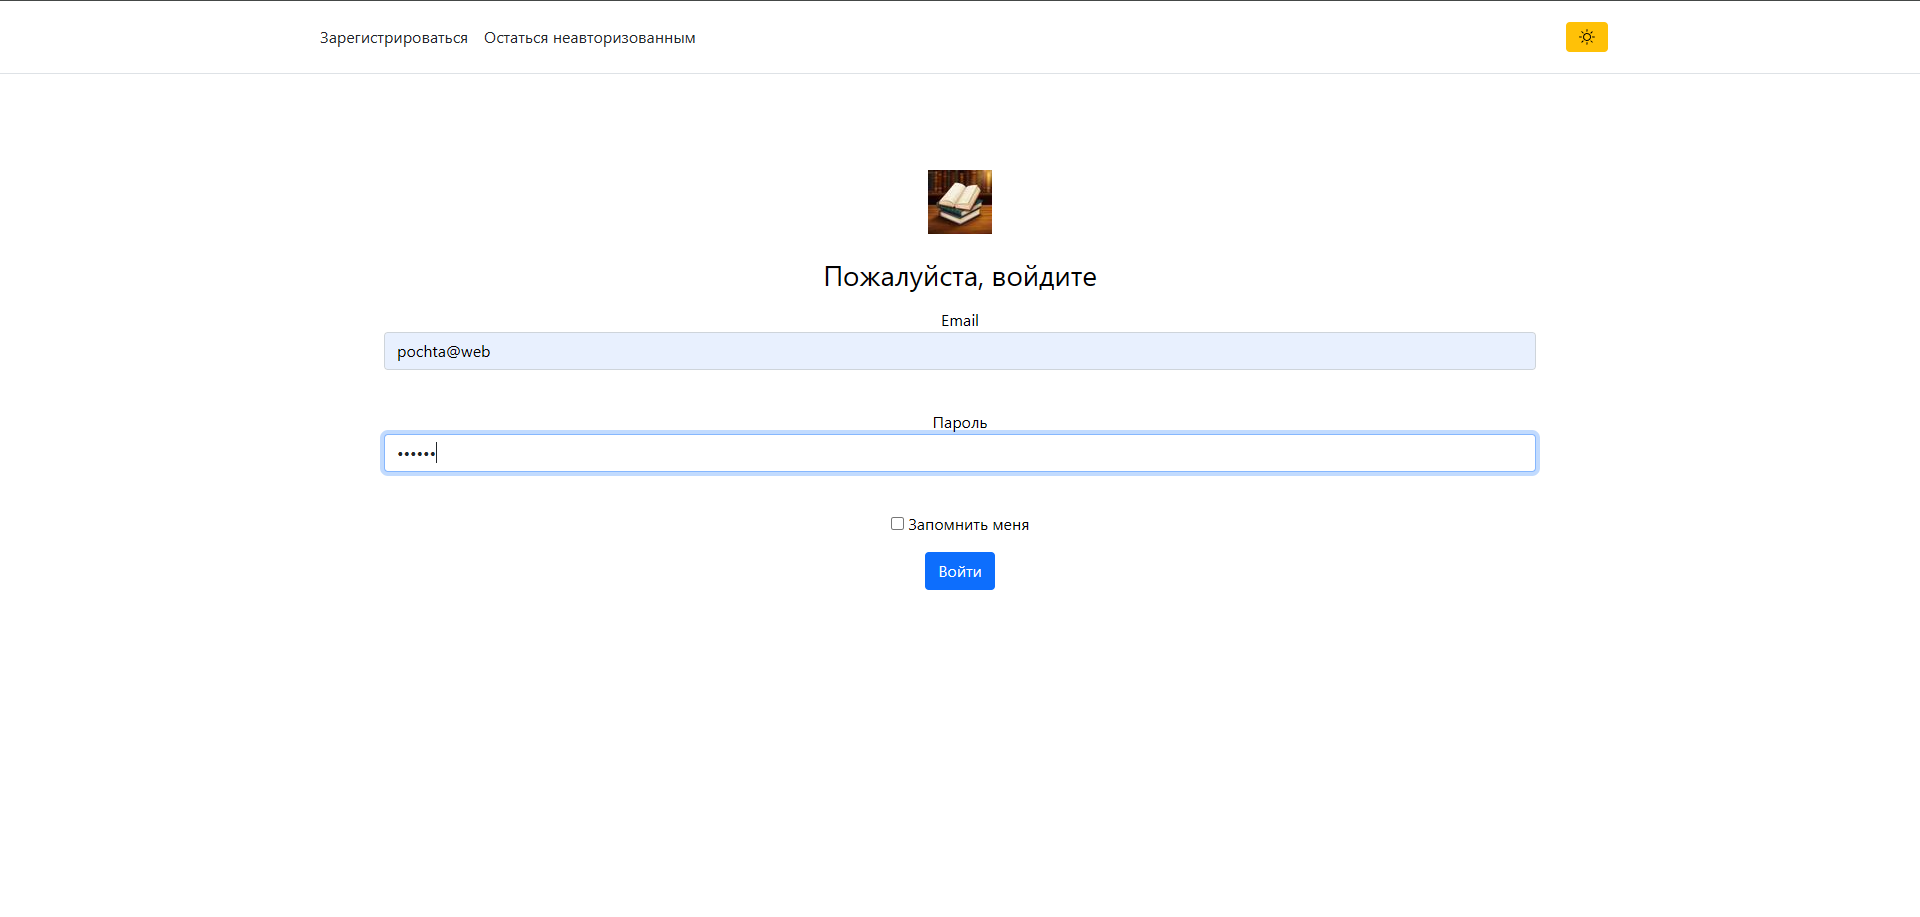 Зарегистрироваться Остаться неавторизованным
Пожалуйста, войдите
Email
pochta@web
Пароль
••••••
Запомнить меня
Войти